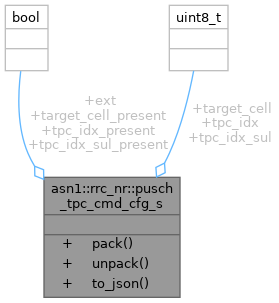 bool
uint8_t
+ext
+target_cell_present
+tpc_idx_present
+tpc_idx_sul_present
+target_cell
+tpc_idx
+tpc_idx_sul
asn1::rrc_nr::pusch
_tpc_cmd_cfg_s
+ pack()
+ unpack()
+ to_json()